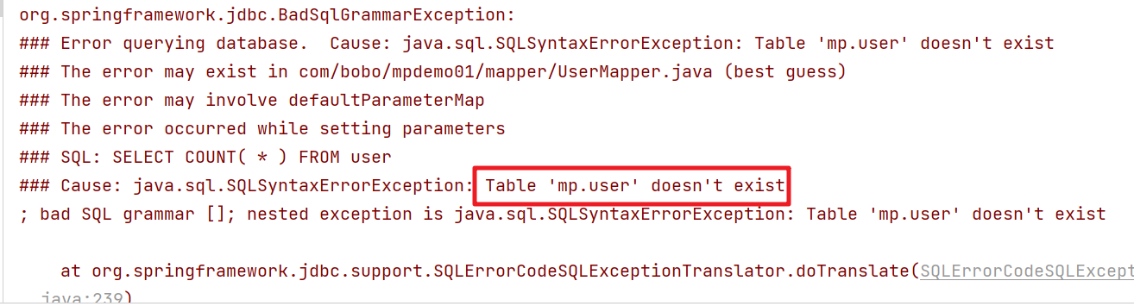 org.springframework.jdbc.BadSqlGrammarException:
### Error querying database.  Cause: java.sql.SQLSyntaxErrorException: Table 'mp.user' doesn't exist
### The error may exist in com/bobo/mpdemo01/mapper/UserMapper.java (best guess)
### The error may involve defaultParameterMap
### The error occurred while setting parameters
### SQL: SELECT COUNT( * ) FROM user
### Cause: java.sql.SQLSyntaxErrorException: Table 'mp.user' doesn't exist
; bad SQL grammar []; nested exception is java.sql.SQLSyntaxErrorException: Table 'mp.user' doesn't exist
at org.springframework.jdbc.support.SQLErrorCodeSQLExceptionTranslator.doTranslate(SQLErrorCodeSQLExcept
java:239)